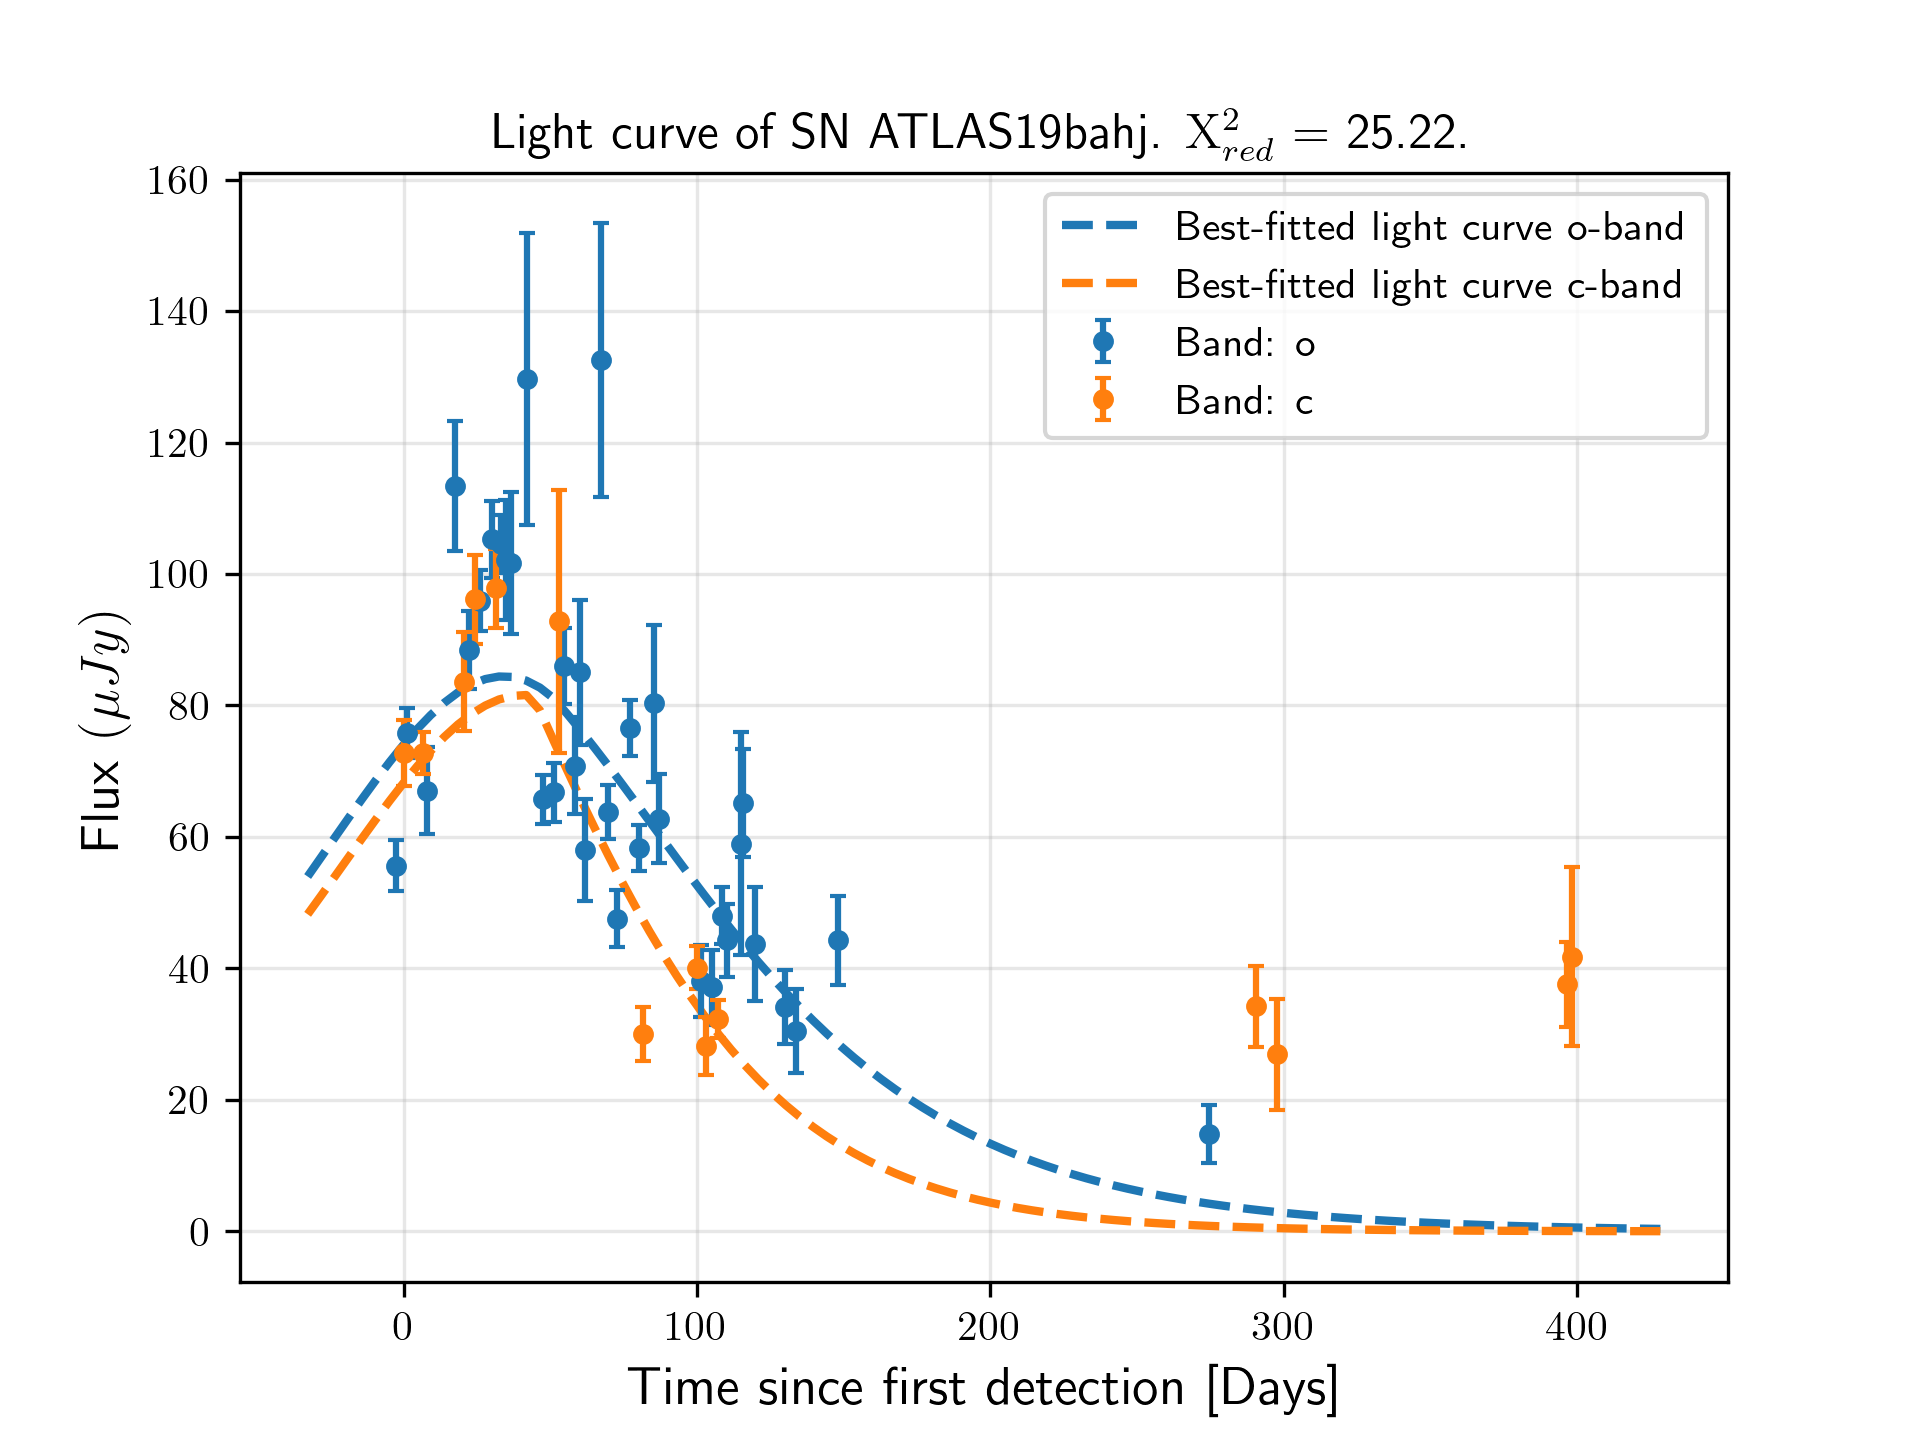 Light curve of SN ATLAS19bahj. X²red = 25.22.
160
140
120
100
80
60
40
20
0
Flux (μJy)
Best-fitted light curve o-band
Best-fitted light curve c-band
Band: o
Band: c
0 100 200 300 400
Time since first detection [Days]